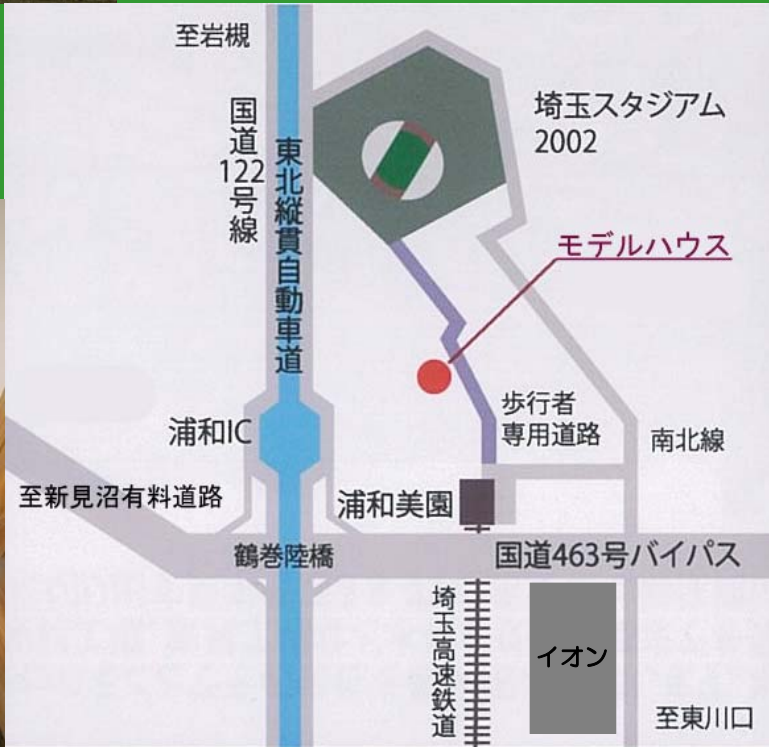 至岩槻
国道122号線
東北縦貫自動車道
埼玉スタジアム
2002
モデルハウス
歩行者
専用道路
南北線
浦和IC
至新見沼有料道路
浦和美園
鶴巻陸橋
国道463号バイパス
埼玉高速鉄道
イオン
至東川口